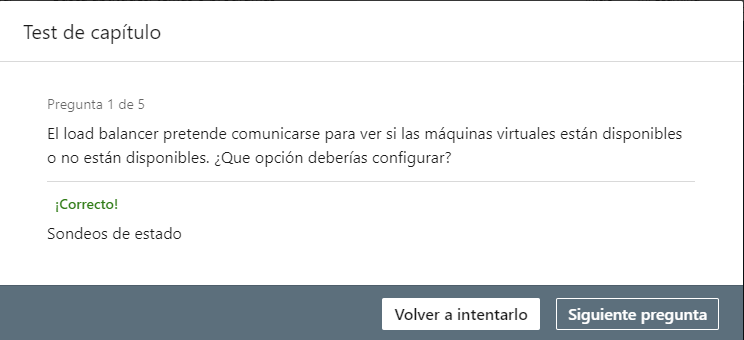 Test de capítulo
Pregunta 1 de 5
El load balancer pretende comunicarse para ver si las máquinas virtuales están disponibles
o no están disponibles. ¿Que opción deberías configurar?
¡Correcto!
Sondeos de estado
Volver a intentarlo
Siguiente pregunta